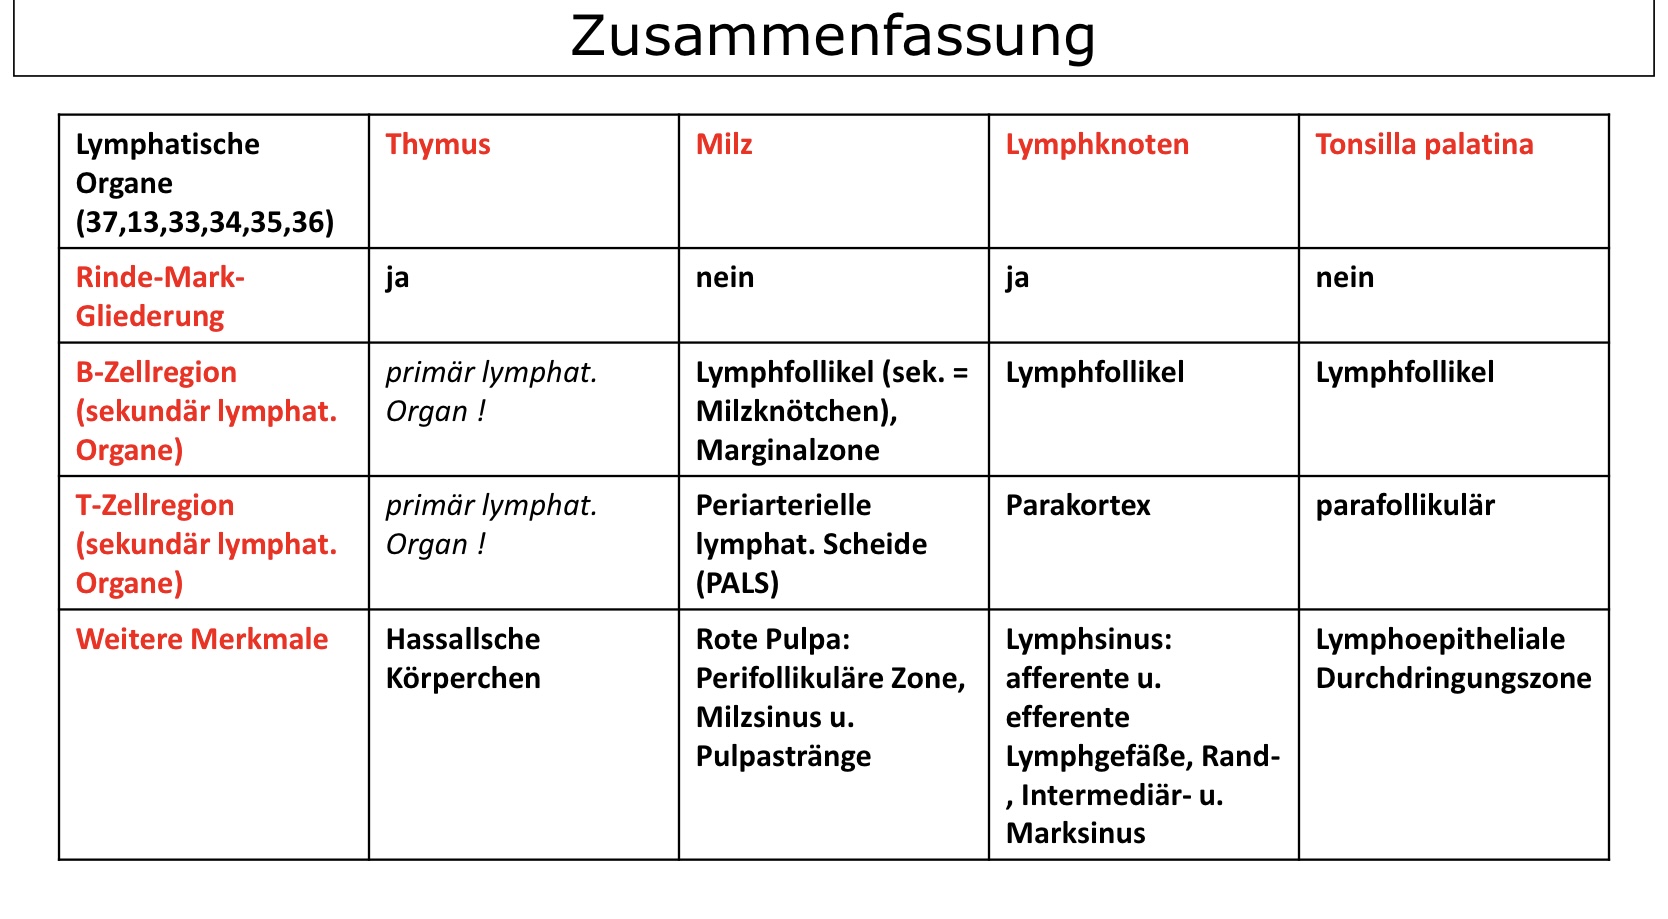 Zusammenfassung
Lymphatische
Organe
(37,13,33,34,35,36)
Thymus
Milz
Lymphknoten
Tonsilla palatina
Rinde-Mark-
Gliederung
ja
nein
ja
nein
B-Zellregion
(sekundär lymphat.
Organe)
primär lymphat.
Organ !
Lymphfollikel (sek. =
Milzknötchen),
Marginalzone
Lymphfollikel
Lymphfollikel
T-Zellregion
(sekundär lymphat.
Organe)
primär lymphat.
Organ !
Periarterielle
lymphat. Scheide
(PALS)
Parakortex
parafollikulär
Weitere Merkmale
Hassallsche
Körperchen
Rote Pulpa:
Perifollikuläre Zone,
Milzsinus u.
Pulpastränge
Lymphsinus:
afferente u.
efferente
Lymphgefäße, Rand-
, Intermediär- u.
Marksinus
Lymphoepitheliale
Durchdringungszone